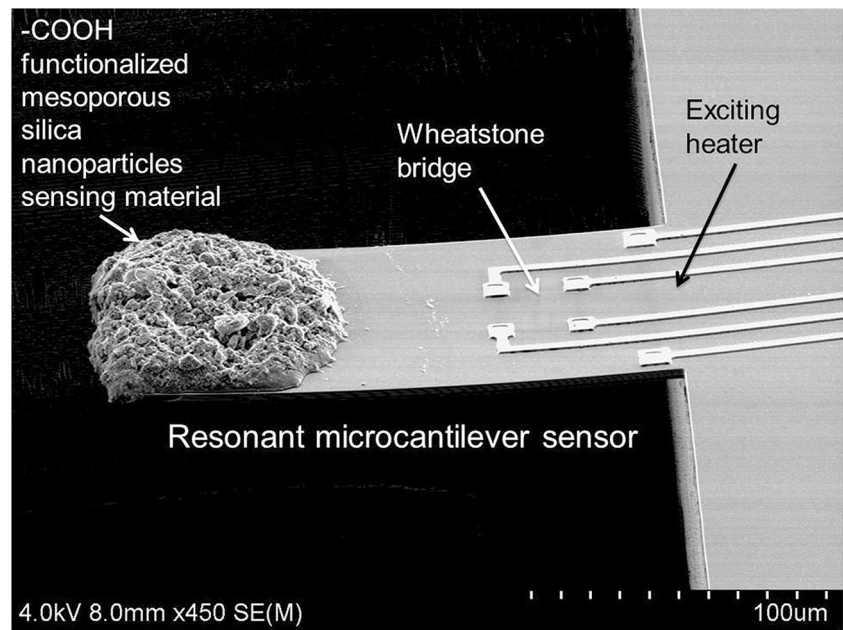 -COOH
functionalized
mesoporous
silica
nanoparticles
sensing material
Wheatstone
bridge
Exciting
heater
Resonant microcantilever sensor
4.0kV 8.0mm x450 SE(M)
100um